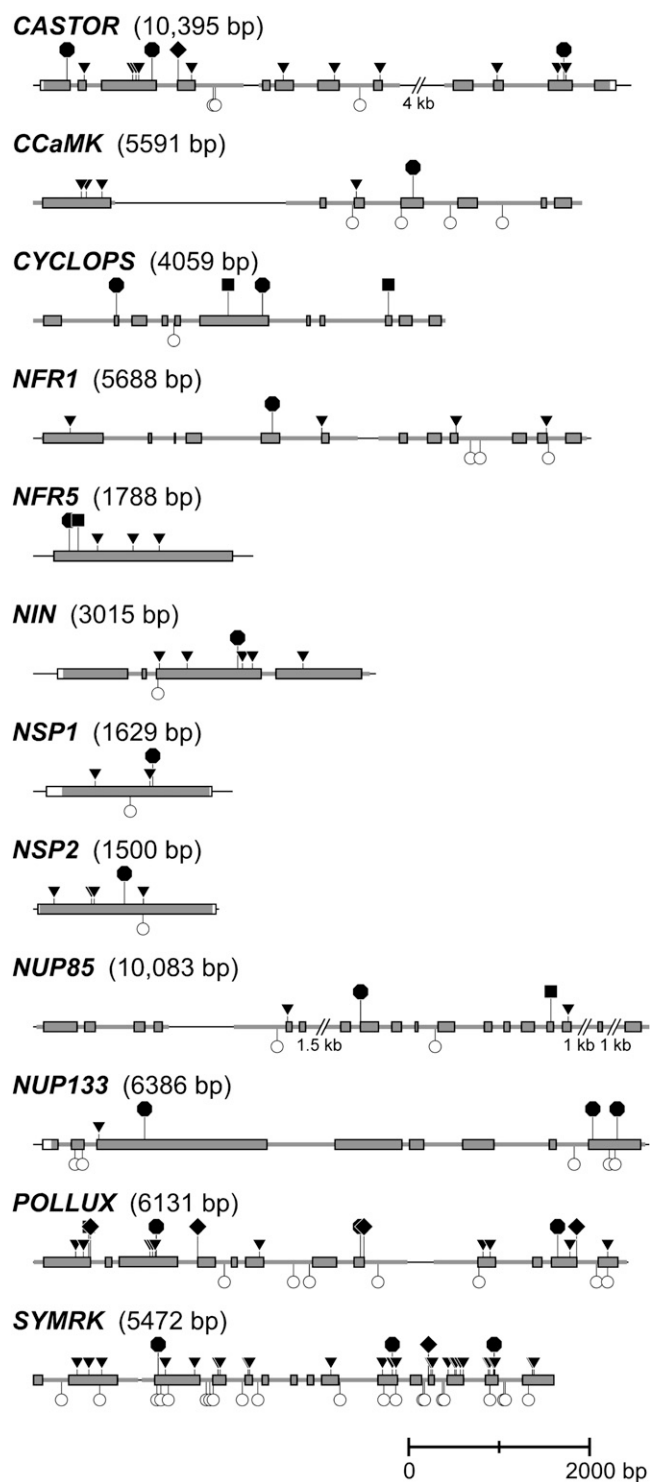 CASTOR (10,395 bp)
4 kb
CCaMK (5591 bp)
CYCLOPS (4059 bp)
NFR1 (5688 bp)
NFR5 (1788 bp)
NIN (3015 bp)
NSP1 (1629 bp)
NSP2 (1500 bp)
NUP85 (10,083 bp)
1.5 kb 1 kb 1 kb
NUP133 (6386 bp)
POLLUX (6131 bp)
SYMRK (5472 bp)
0 2000 bp